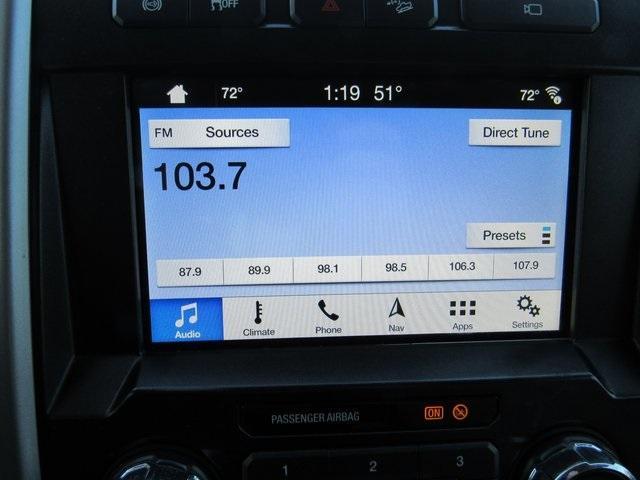 OFF
72° 1:19 51° 72°
FM Sources Direct Tune
103.7
Presets
87.9 89.9 98.1 98.5 106.3 107.9
Audio Climate Phone Nav Apps Settings
PASSENGER AIRBAG ON
1 2 3